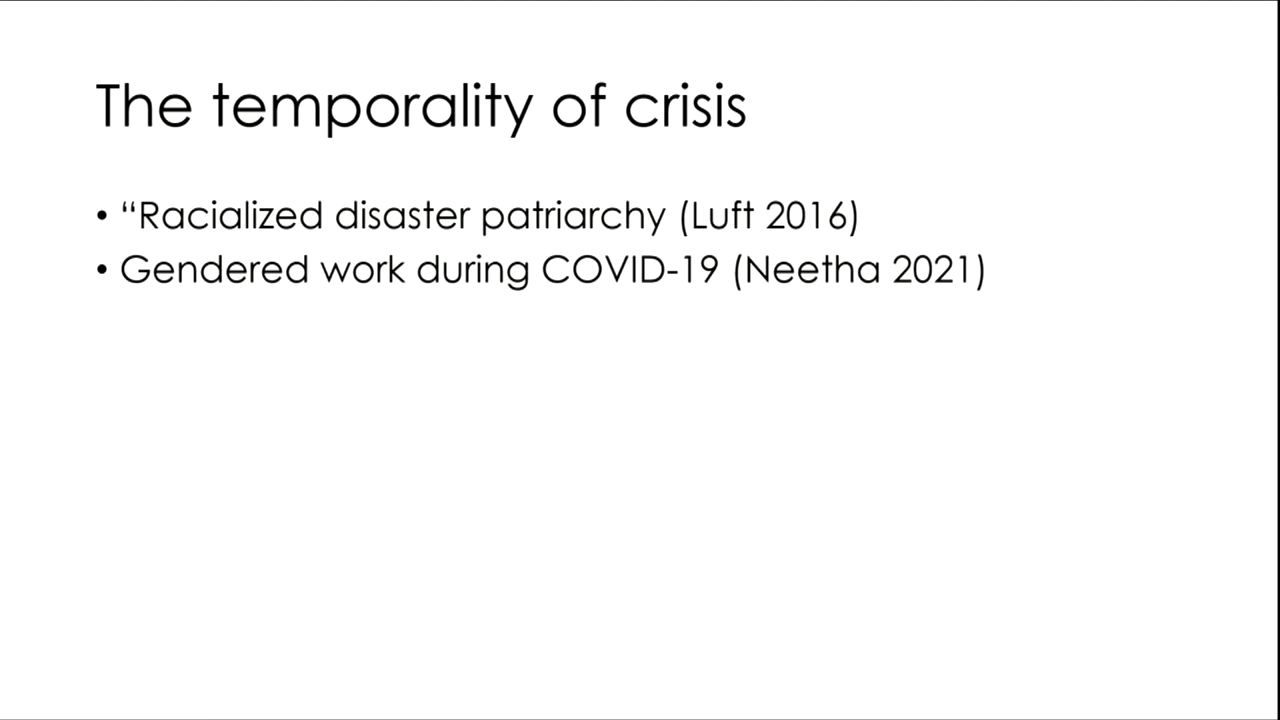 The temporality of crisis
• “Racialized disaster patriarchy (Luft 2016)
• Gendered work during COVID-19 (Neetha 2021)